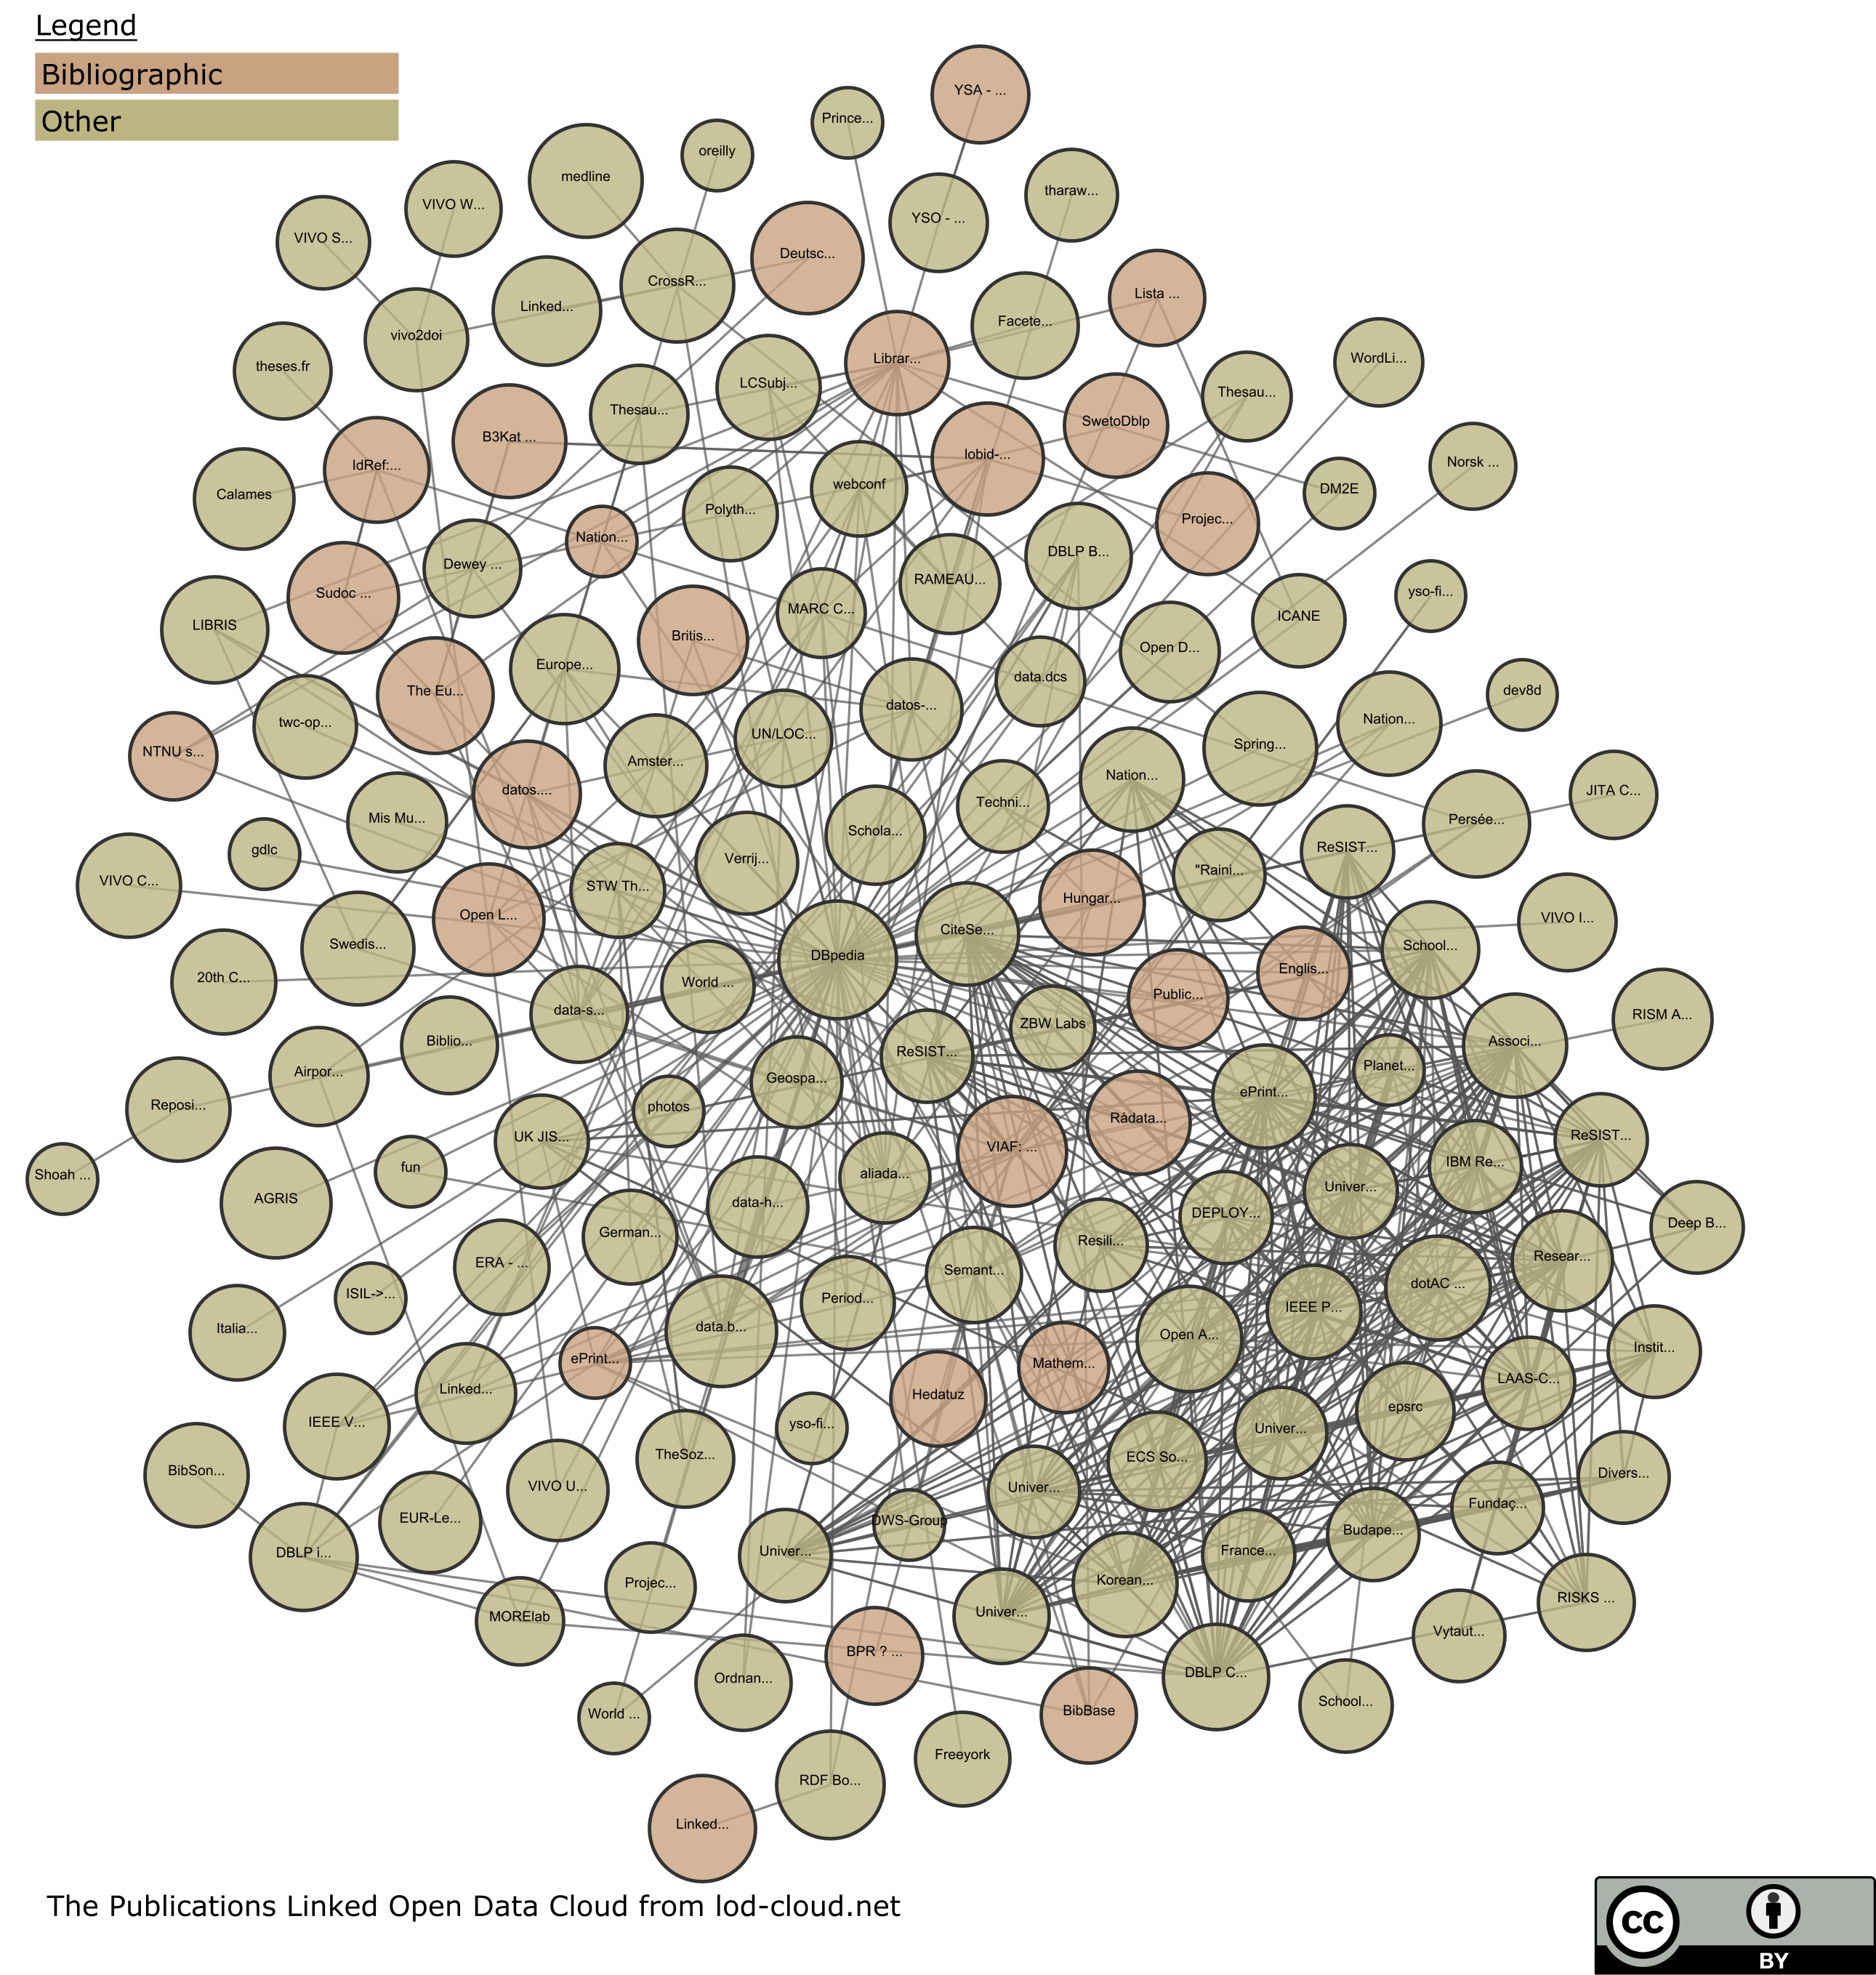 Legend
Bibliographic
Other
YSA - ...
Prince...
oreilly
medline
tharaw...
VIVO W...
YSO - ...
VIVO S...
Deutsc...
CrossR...
Lista ...
Linked...
Facete...
vivo2doi
Librar...
WordLi...
theses.fr
LCSubj...
Thesau...
Thesau...
SwetoDblp
B3Kat ...
lobid-...
IdRef:...
Norsk ...
webconf
DM2E
Calames
Polyth...
Projec...
Nation...
DBLP B...
Dewey ...
RAMEAU...
Sudoc ...
yso-fi...
MARC C...
ICANE
LIBRIS
Britis...
Open D...
Europe...
data.dcs
The Eu...
dev8d
datos-...
twc-op...
Nation...
UN/LOC...
Spring...
NTNU s...
Amster...
Nation...
datos....
JITA C...
Techni...
Mis Mu...
Persée...
Schola...
ReSIST...
gdlc
Verrij...
"Raini...
VIVO C...
STW Th...
Hungar...
Open L...
VIVO I...
CiteSe...
Swedis...
School...
DBpedia
Englis...
20th C...
World ...
Public...
data-s...
RISM A...
ZBW Labs
Biblio...
Associ...
ReSIST...
Planet...
Airpor...
Geospa...
ePrint...
Reposi...
photos
Rådata...
UK JIS...
ReSIST...
VIAF: ...
IBM Re...
fun
Shoah ...
aliada...
Univer...
AGRIS
data-h...
DEPLOY...
Deep B...
German...
Resili...
Resear...
ERA - ...
Semant...
dotAC ...
ISIL->...
Period...
IEEE P...
Italia...
data.b...
Open A...
Instit...
ePrint...
Mathem...
LAAS-C...
Linked...
Hedatuz
epsrc
IEEE V...
yso-fi...
Univer...
TheSoz...
ECS So...
BibSon...
Divers...
VIVO U...
Univer...
Fundaç...
EUR-Le...
DWS-Group
Budape...
DBLP i...
Univer...
France...
Projec...
Korean...
RISKS ...
MORElab
Univer...
Vytaut...
BPR ? ...
DBLP C...
Ordnan...
School...
World ...
BibBase
Freeyork
RDF Bo...
Linked...
The Publications Linked Open Data Cloud from lod-cloud.net
cc
BY